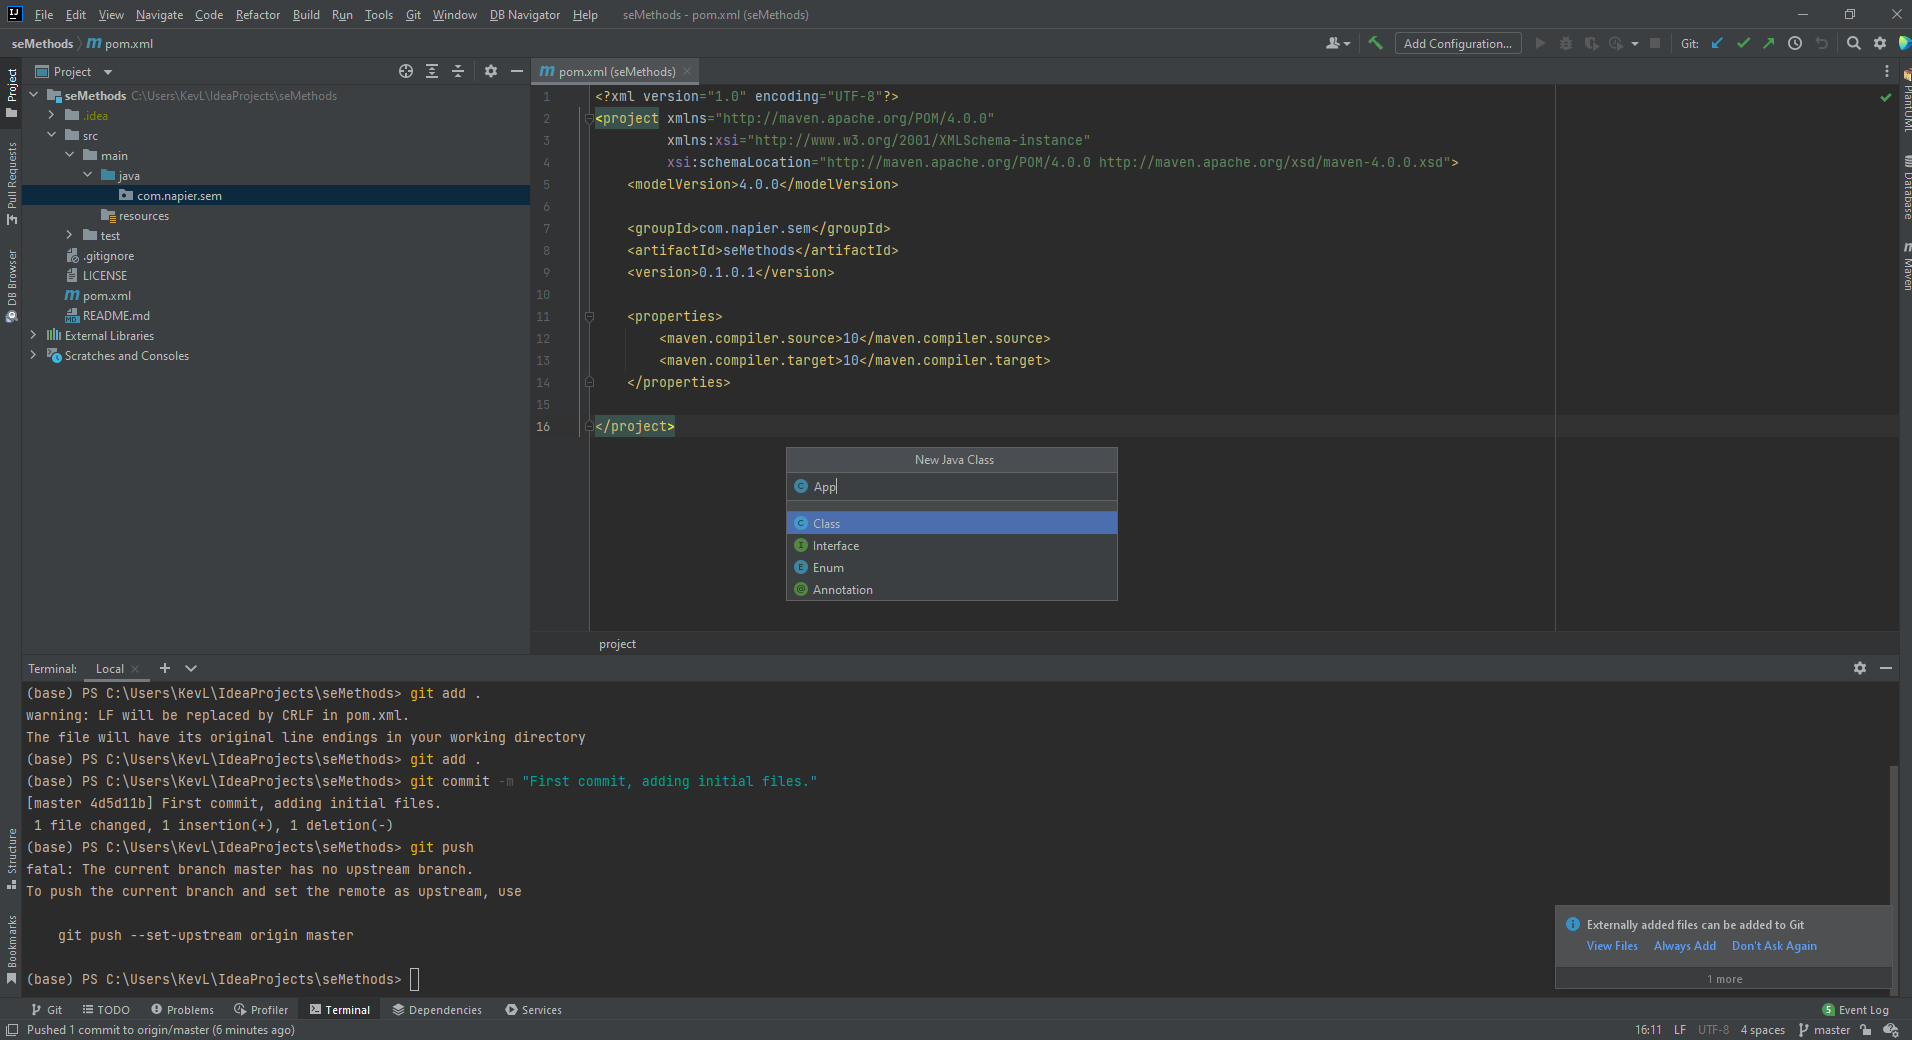 File Edit View Navigate Code Refactor Build Run Tools Git Window DB Navigator Help seMethods - pom.xml (seMethods)
seMethods pom.xml
Add Configuration... Git:
Project
seMethods C:\Users\KevL\IdeaProjects\seMethods
.idea
src
main
java
com.napier.sem
resources
test
.gitignore
LICENSE
pom.xml
README.md
External Libraries
Scratches and Consoles
Project
Pull Requests
DB Browser
Structure
Bookmarks
pom.xml (seMethods)
1 <?xml version="1.0" encoding="UTF-8"?>
2 <project xmlns="http://maven.apache.org/POM/4.0.0"
3 xmlns:xsi="http://www.w3.org/2001/XMLSchema-instance"
4 xsi:schemaLocation="http://maven.apache.org/POM/4.0.0 http://maven.apache.org/xsd/maven-4.0.0.xsd">
5 <modelVersion>4.0.0</modelVersion>
6
7 <groupId>com.napier.sem</groupId>
8 <artifactId>seMethods</artifactId>
9 <version>0.1.0.1</version>
10
11 <properties>
12 <maven.compiler.source>10</maven.compiler.source>
13 <maven.compiler.target>10</maven.compiler.target>
14 </properties>
15
16 </project>
New Java Class
App
Class
Interface
Enum
Annotation
project
PlantUML
Database
Maven
Terminal: Local
(base) PS C:\Users\KevL\IdeaProjects\seMethods> git add .
warning: LF will be replaced by CRLF in pom.xml.
The file will have its original line endings in your working directory
(base) PS C:\Users\KevL\IdeaProjects\seMethods> git add .
(base) PS C:\Users\KevL\IdeaProjects\seMethods> git commit -m "First commit, adding initial files."
[master 4d5d11b] First commit, adding initial files.
1 file changed, 1 insertion(+), 1 deletion(-)
(base) PS C:\Users\KevL\IdeaProjects\seMethods> git push
fatal: The current branch master has no upstream branch.
To push the current branch and set the remote as upstream, use
git push --set-upstream origin master
(base) PS C:\Users\KevL\IdeaProjects\seMethods>
Externally added files can be added to Git
View Files Always Add Don't Ask Again
1 more
Git TODO Problems Profiler Terminal Dependencies Services 5 Event Log
Pushed 1 commit to origin/master (6 minutes ago) 16:11 LF UTF-8 4 spaces master